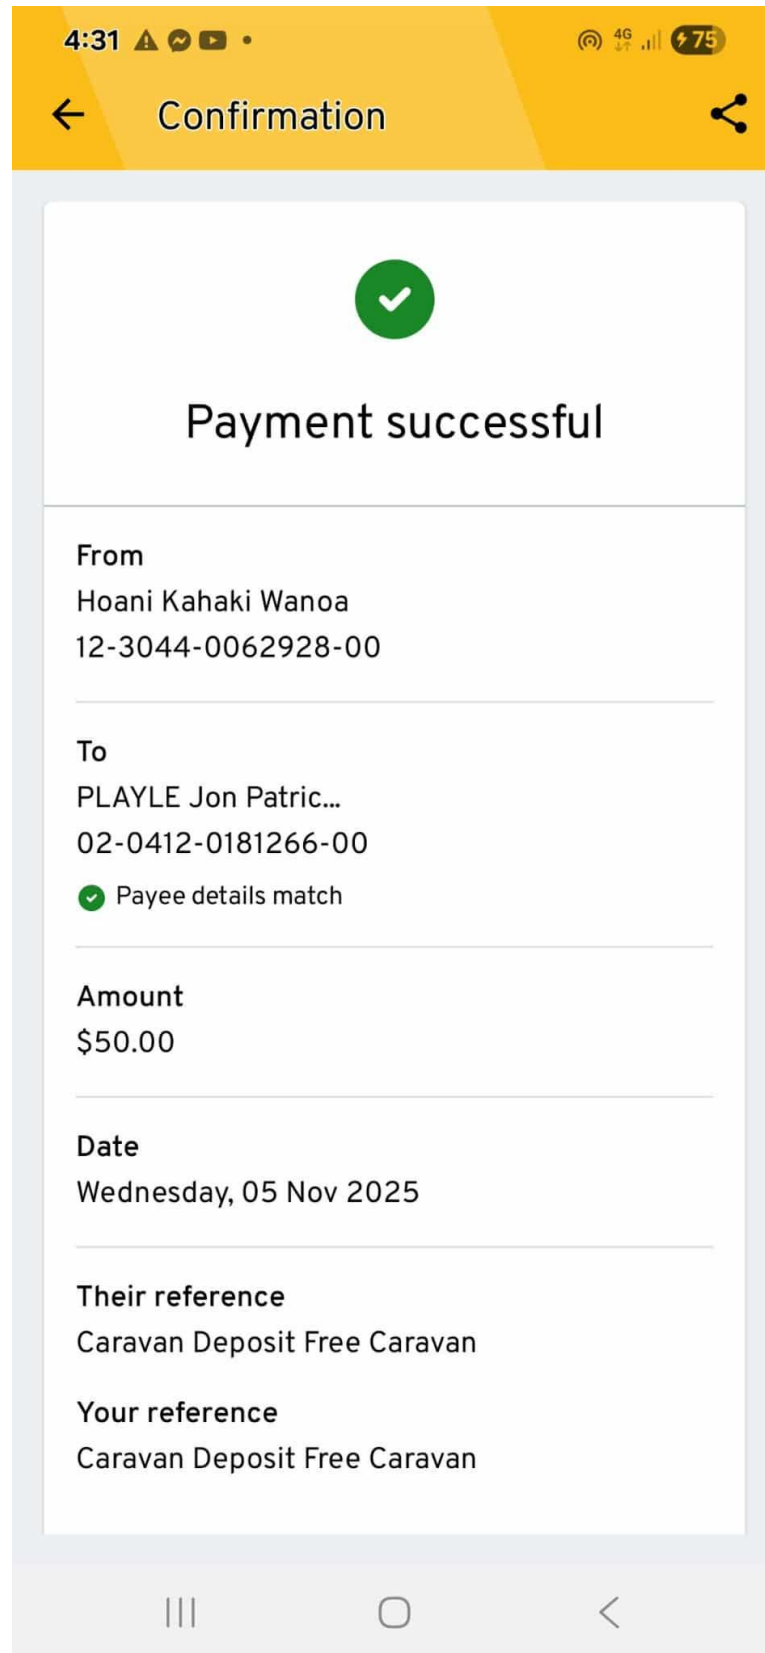 4:31
4G
75
Confirmation
Payment successful
From
Hoani Kahaki Wanoa
12-3044-0062928-00
To
PLAYLE Jon Patric...
02-0412-0181266-00
Payee details match
Amount
$50.00
Date
Wednesday, 05 Nov 2025
Their reference
Caravan Deposit Free Caravan
Your reference
Caravan Deposit Free Caravan